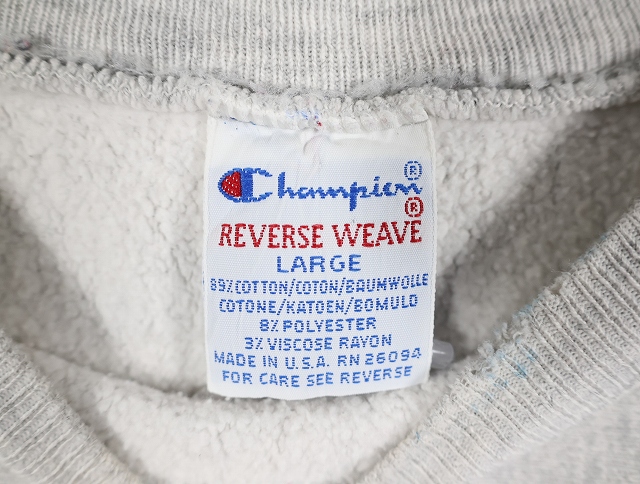 Champion®
REVERSE WEAVE®
LARGE
89% COTTON/COTON/BAUMWOLLE
COTONE/KATOEN/BOMULD
8% POLYESTER
3% VISCOSE RAYON
MADE IN U.S.A. RN 26094
FOR CARE SEE REVERSE